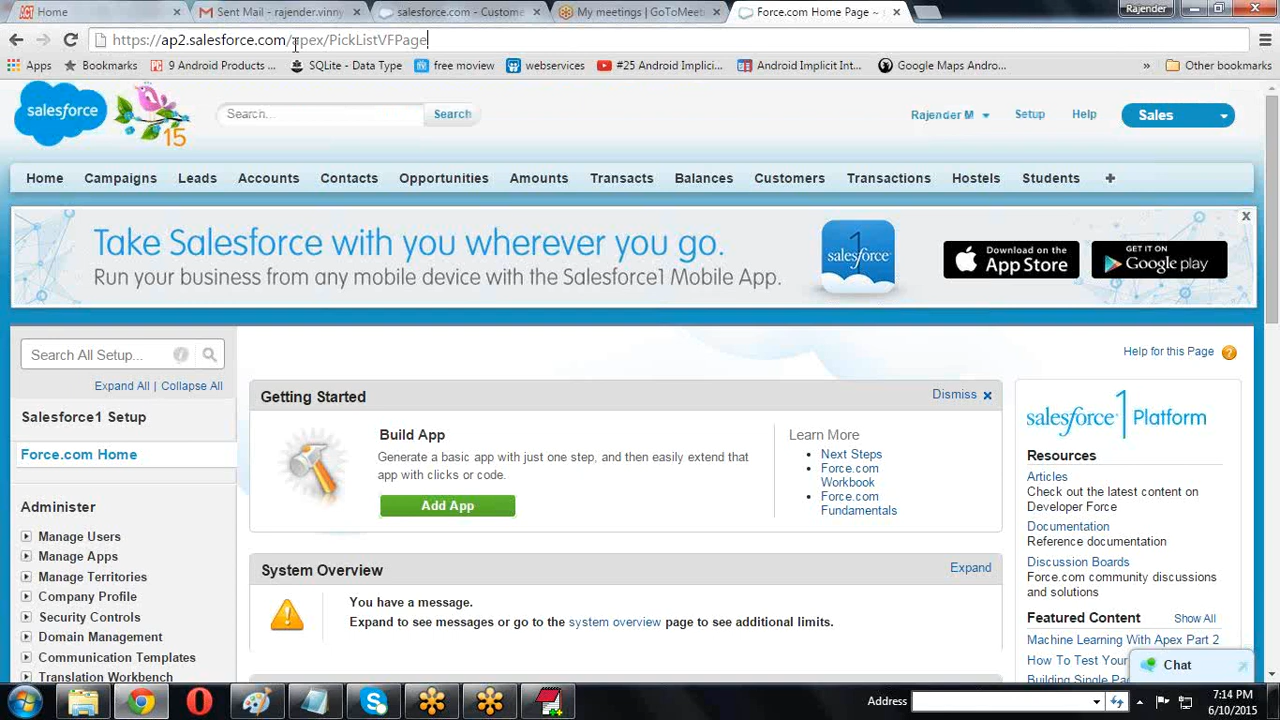 Home
Sent Mail - rajender.vinny
salesforce.com - Custome
My meetings | GoToMeeti
Force.com Home Page ~
Rajender
https://ap2.salesforce.com/apex/PickListVFPage
Apps
Bookmarks
9 Android Products ...
SQLite - Data Type
free moview
webservices
#25 Android Implici...
Android Implicit Int...
Google Maps Andro...
»
Other bookmarks
salesforce
15
Search...
Search
Rajender M
Setup
Help
Sales
Home
Campaigns
Leads
Accounts
Contacts
Opportunities
Amounts
Transacts
Balances
Customers
Transactions
Hostels
Students
+
Take Salesforce with you wherever you go.
Run your business from any mobile device with the Salesforce1 Mobile App.
salesforce
Download on the
App Store
GET IT ON
Google play
Search All Setup...
Expand All | Collapse All
Salesforce1 Setup
Force.com Home
Administer
Manage Users
Manage Apps
Manage Territories
Company Profile
Security Controls
Domain Management
Communication Templates
Translation Workbench
Help for this Page
Getting Started
Dismiss
Build App
Generate a basic app with just one step, and then easily extend that
app with clicks or code.
Add App
Learn More
Next Steps
Force.com
Workbook
Force.com
Fundamentals
System Overview
Expand
You have a message.
Expand to see messages or go to the system overview page to see additional limits.
salesforce1 Platform
Resources
Articles
Check out the latest content on
Developer Force
Documentation
Reference documentation
Discussion Boards
Force.com community discussions
and solutions
Featured Content
Show All
Machine Learning With Apex Part 2
How To Test Your
Building Single Pag
Chat
Address
7:14 PM
6/10/2015